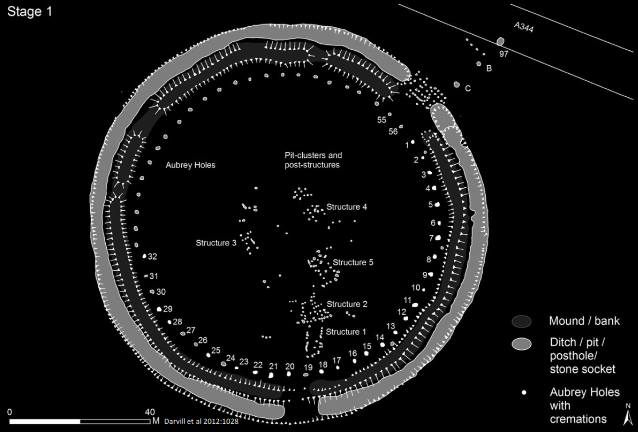 Stage 1
A344
97
B
C
55
56
1
2
3
4
5
6
7
8
9
10
11
12
13
14
15
16
17
18
19
20
21
22
23
24
25
26
27
28
29
30
31
32
Aubrey Holes
Pit-clusters and
post-structures
Structure 4
Structure 3
Structure 5
Structure 2
Structure 1
Mound / bank
Ditch / pit /
posthole/
stone socket
Aubrey Holes
with
cremations
0
40
M
Darvill et al 2012:1028
N